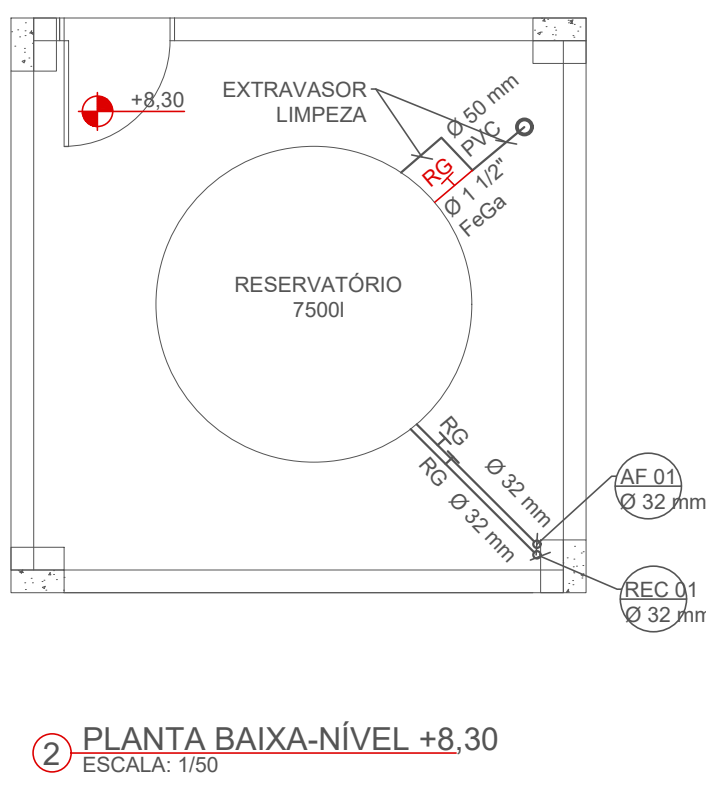 +8,30
EXTRAVASOR
LIMPEZA
Ø 50 mm
PVC
RG
Ø 1 1/2"
FeGa
RESERVATÓRIO
7500l
RG
Ø 32 mm
RG
Ø 32 mm
AF 01
Ø 32 mm
REC 01
Ø 32 mm
2
PLANTA BAIXA-NÍVEL +8,30
ESCALA: 1/50